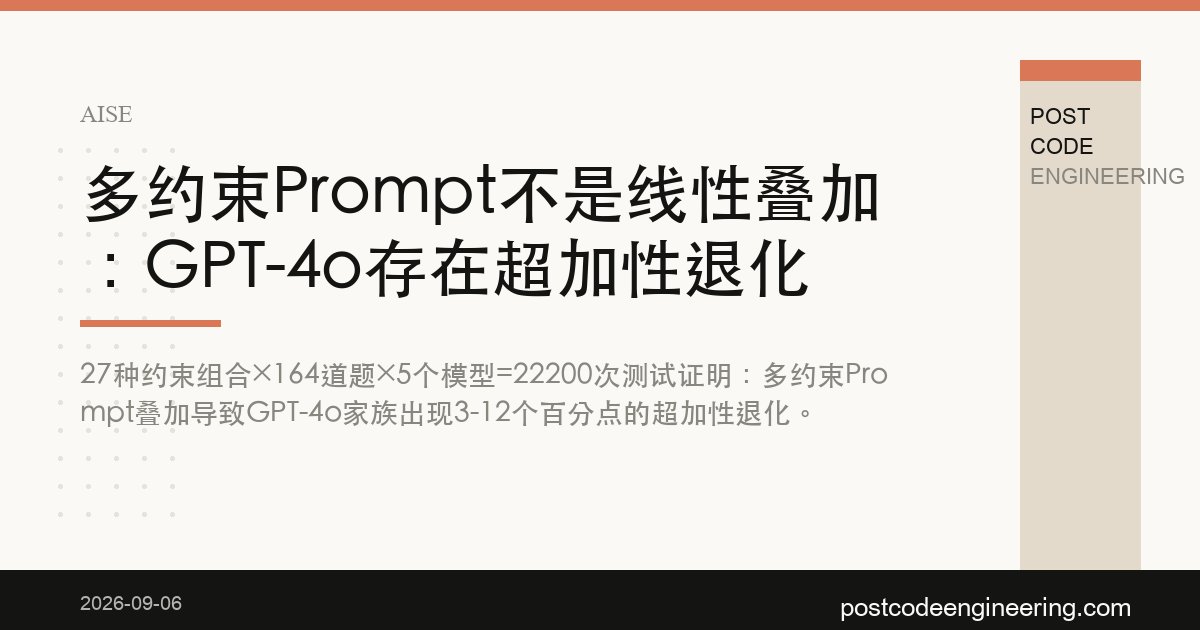 AISE
多约束Prompt不是线性叠加
：GPT-4o存在超加性退化
27种约束组合×164道题×5个模型=22200次测试证明：多约束Pro
mpt叠加导致GPT-4o家族出现3-12个百分点的超加性退化。
POST
CODE
ENGINEERING
2026-09-06
postcodeengineering.com